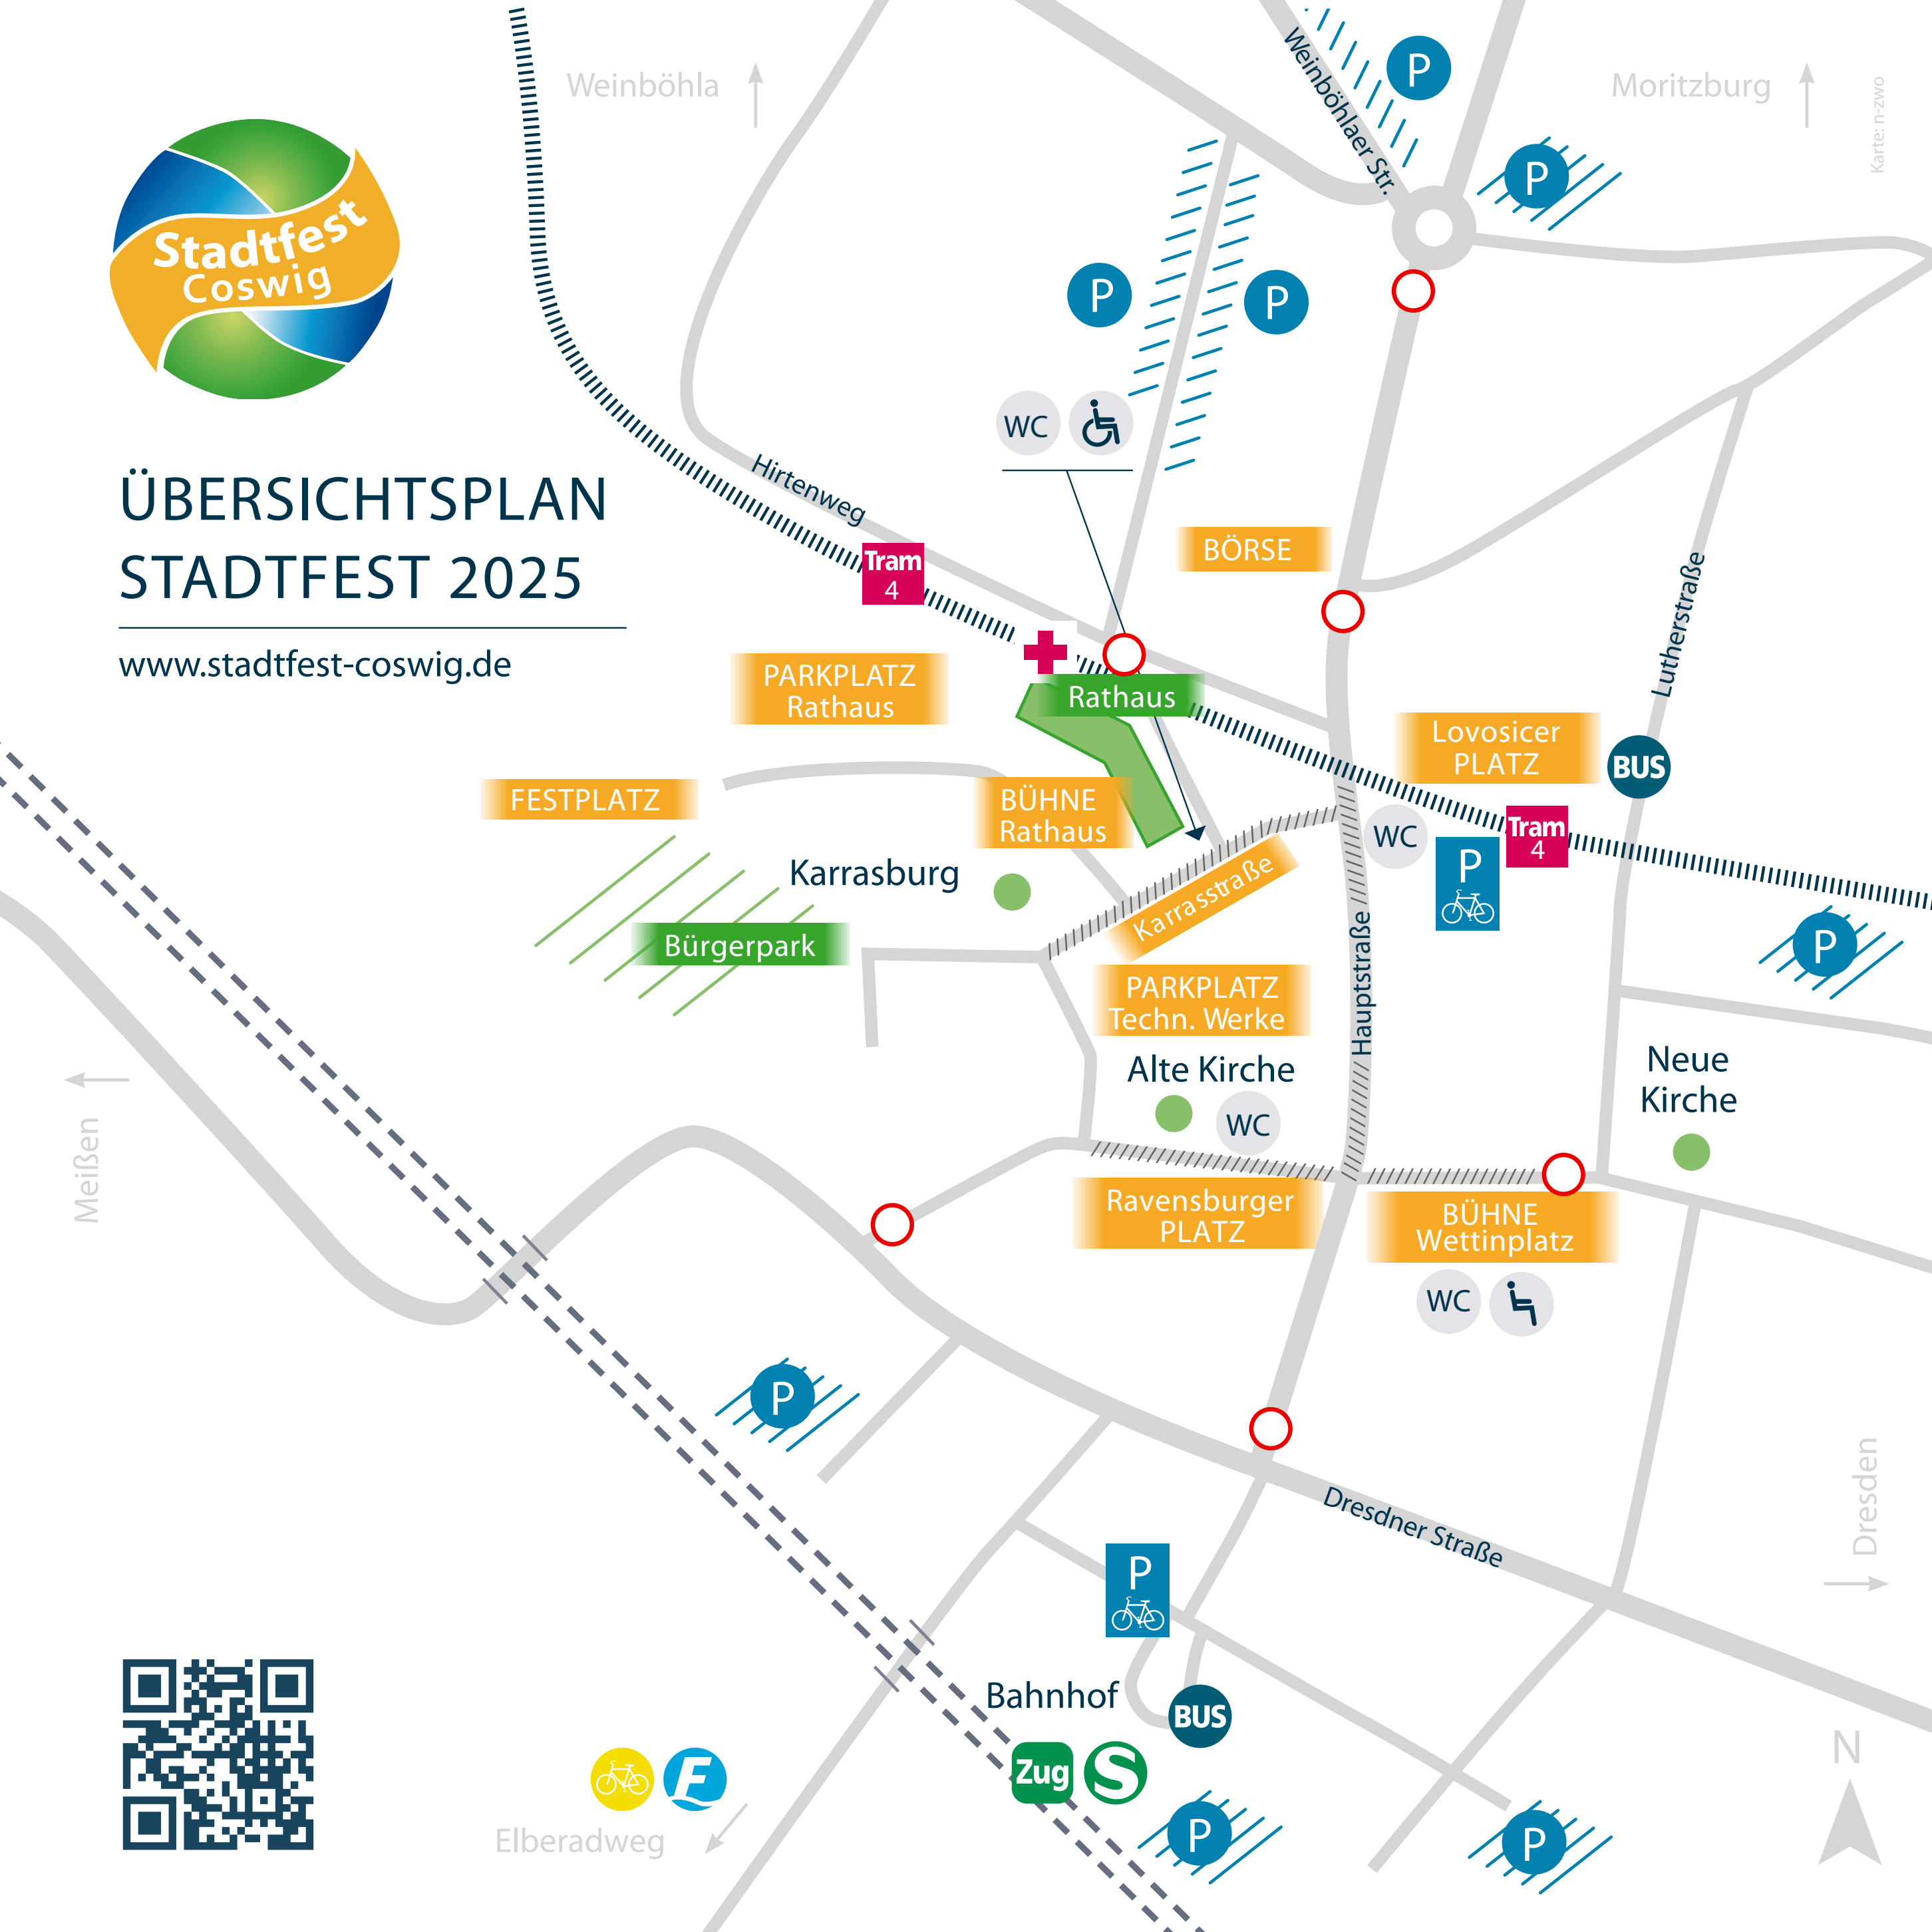 Weinböhla
Moritzburg
Karte: n-zwo
Weinböhlaer Str.
P
P
Stadtfest
Coswig
P
P
WC
ÜBERSICHTSPLAN
STADTFEST 2025
www.stadtfest-coswig.de
Hirtenweg
BÖRSE
Tram
4
Lutherstraße
PARKPLATZ
Rathaus
Rathaus
Lovosicer
PLATZ
BUS
FESTPLATZ
BÜHNE
Rathaus
WC
Tram
4
P
Karrasburg
Karrasstraße
Bürgerpark
Hauptstraße
P
PARKPLATZ
Techn. Werke
Alte Kirche
WC
Neue
Kirche
Meißen
Ravensburger
PLATZ
BÜHNE
Wettinplatz
WC
P
Dresden
Dresdner Straße
P
Bahnhof
BUS
Zug
S
N
F
Elberadweg
P
P